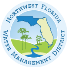 NORTHWEST FLORIDA
WATER MANAGEMENT DISTRICT